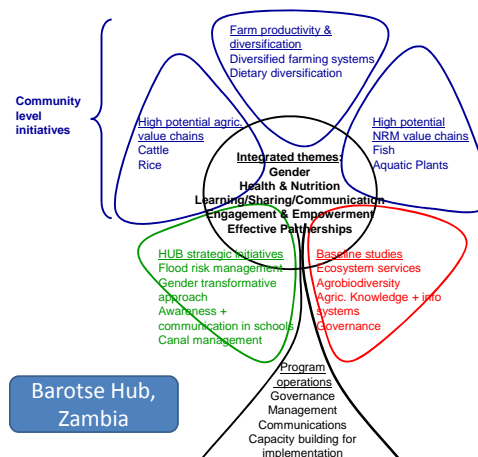 Farm productivity &
diversification
Diversified farming systems
Dietary diversification
Community
level
initiatives
High potential agric.
value chains
Cattle
Rice
High potential
NRM value chains
Fish
Aquatic Plants
Integrated themes:
Gender
Health & Nutrition
Learning/Sharing/Communication
Engagement & Empowerment
Effective Partnerships
HUB strategic initiatives
Flood risk management
Gender transformative
approach
Awareness +
communication in schools
Canal management
Baseline studies
Ecosystem services
Agrobiodiversity
Agric. Knowledge + info
systems
Governance
Program
operations
Governance
Management
Communications
Capacity building for
implementation
Barotse Hub,
Zambia